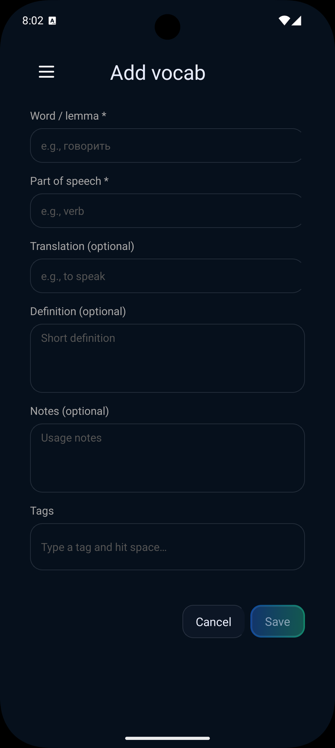 8:02 A
Add vocab
Word / lemma *
e.g., говорить
Part of speech *
e.g., verb
Translation (optional)
e.g., to speak
Definition (optional)
Short definition
Notes (optional)
Usage notes
Tags
Type a tag and hit space…
Cancel Save